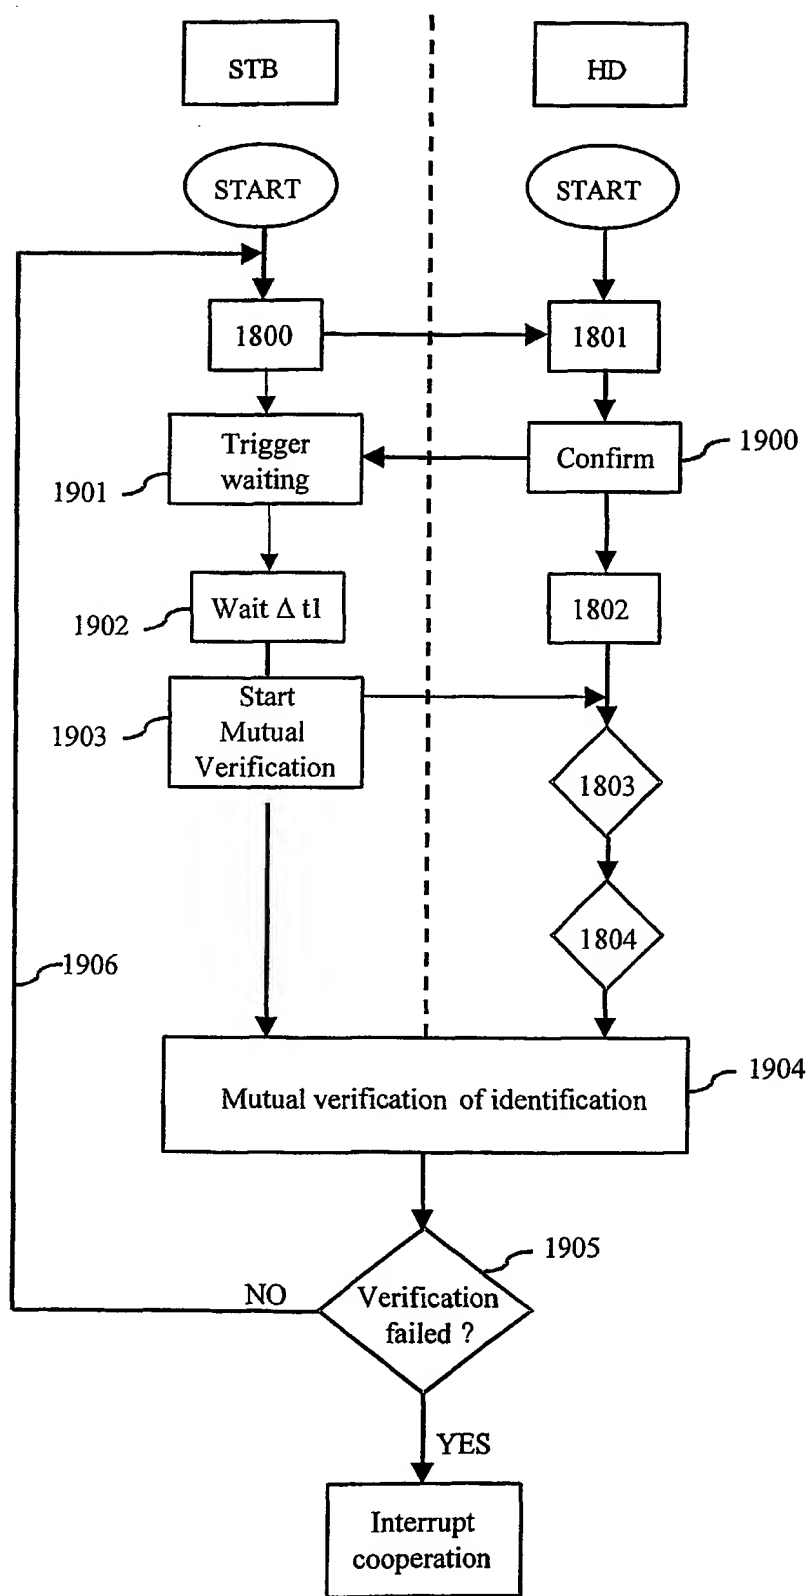 STB
HD
START
START
1800
1801
Trigger
waiting
1901
Confirm
1900
Wait Δ t1
1902
1802
Start
Mutual
Verification
1903
1803
1804
1906
Mutual verification of identification
1904
1905
Verification
failed ?
NO
YES
Interrupt
cooperation